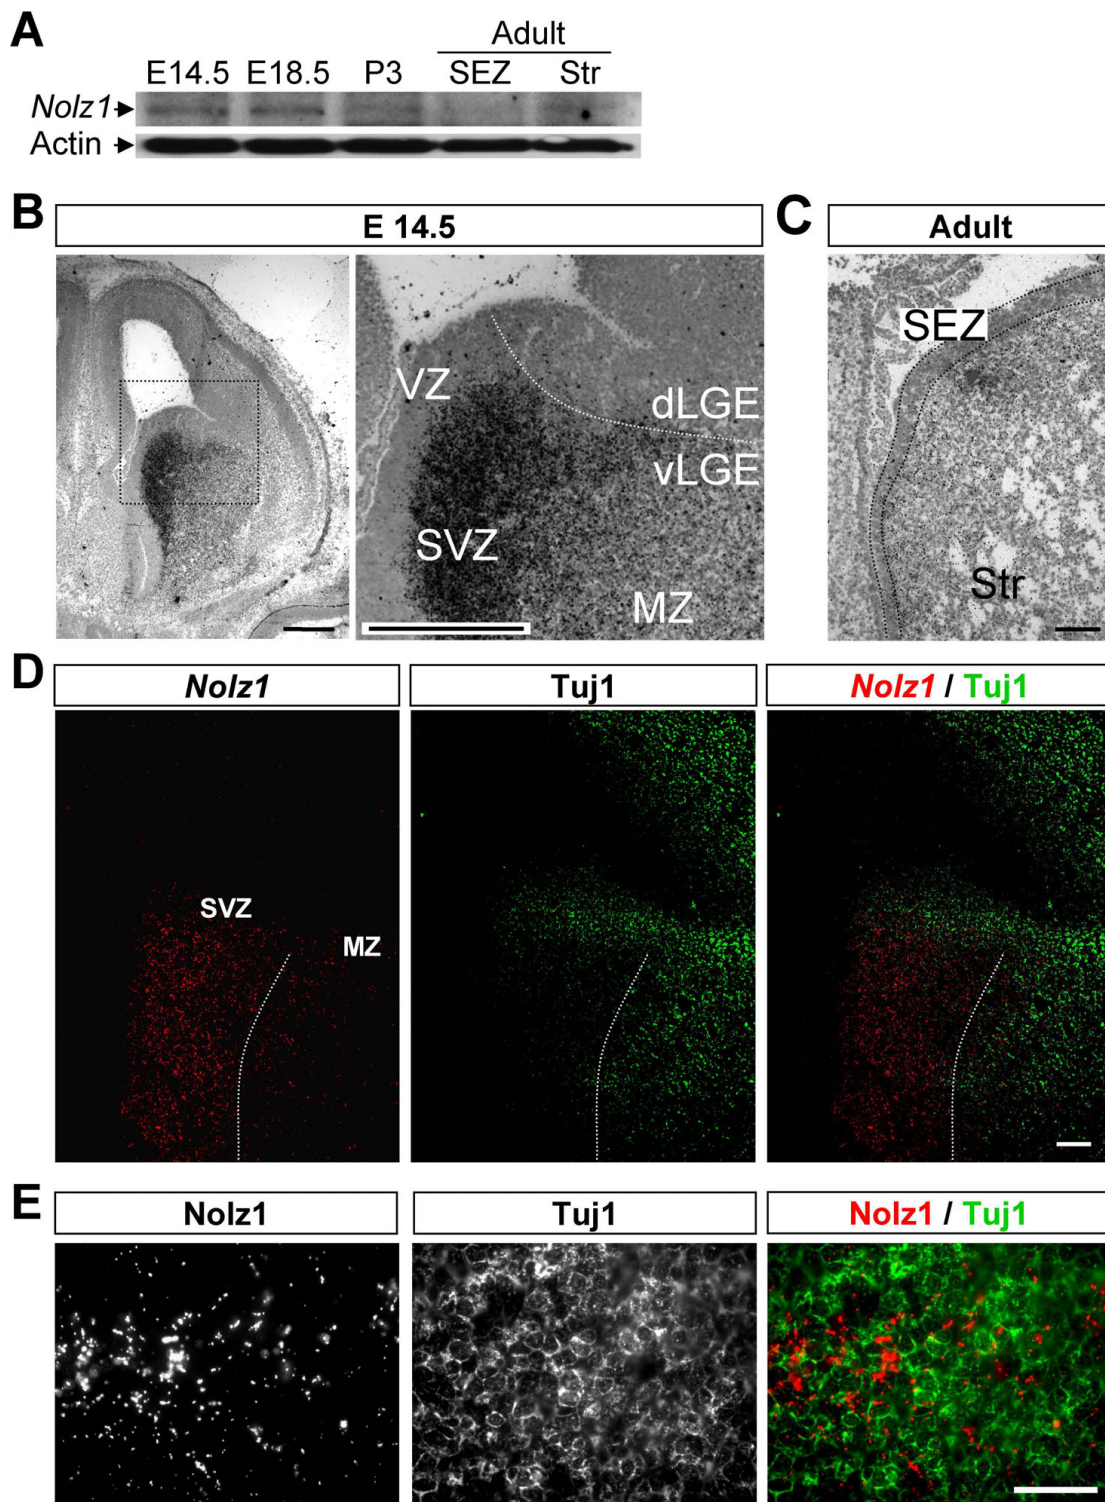 A
Adult
E14.5 E18.5 P3 SEZ Str
Nolz1
Actin
B
E 14.5
C
Adult
VZ
dLGE
vLGE
SVZ
MZ
SEZ
Str
D
Nolz1
Tuj1
Nolz1 / Tuj1
SVZ
MZ
E
Nolz1
Tuj1
Nolz1 / Tuj1